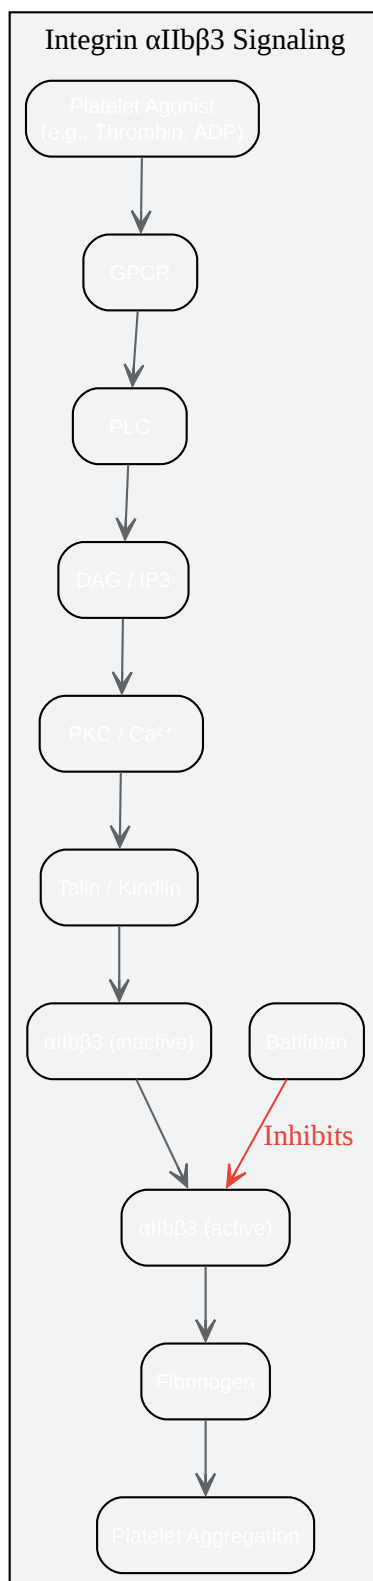 Integrin αIIbβ3 Signaling
Platelet Agonist
(e.g., Thrombin, ADP)
GPCR
PLC
DAG / IP3
PKC / Ca²⁺
Talin / Kindlin
αIIbβ3 (inactive)
Batifiban
Inhibits
αIIbβ3 (active)
Fibrinogen
Platelet Aggregation